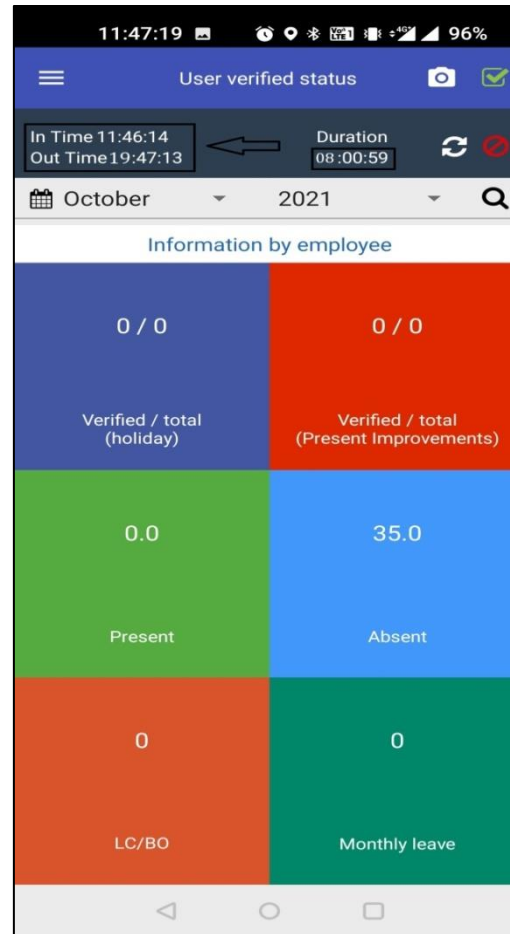 11:47:19 VoLTE1 4G 96%
User verified status
In Time 11:46:14
Out Time 19:47:13
Duration
08:00:59
October 2021
Information by employee
0 / 0
Verified / total
(holiday)
0 / 0
Verified / total
(Present Improvements)
0.0
Present
35.0
Absent
0
LC/BO
0
Monthly leave